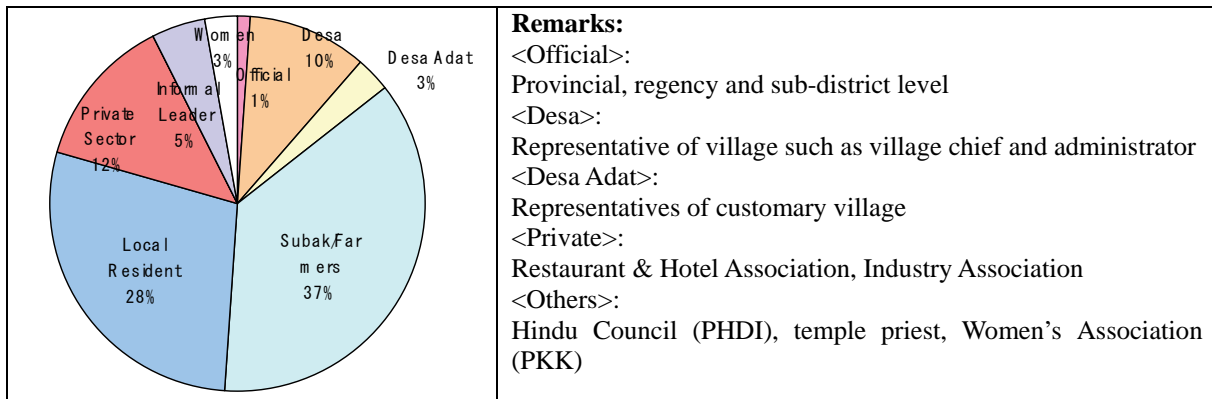 Women
3%
Official
1%
Desa
10%
Desa Adat
3%
Subak/Far
mers
37%
Local
Resident
28%
Private
Sector
12%
Informal
Leader
5%
Remarks:
<Official>:
Provincial, regency and sub-district level
<Desa>:
Representative of village such as village chief and administrator
<Desa Adat>:
Representatives of customary village
<Private>:
Restaurant & Hotel Association, Industry Association
<Others>:
Hindu Council (PHDI), temple priest, Women’s Association
(PKK)